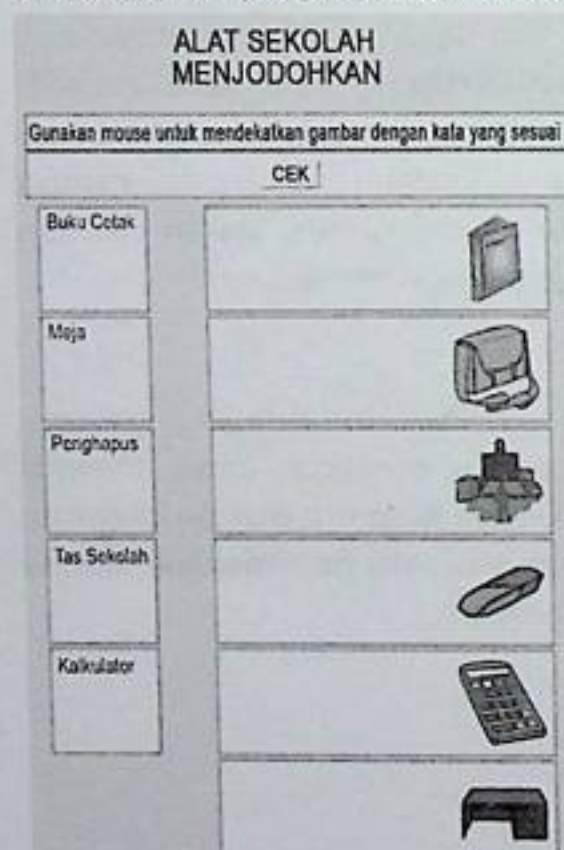 ALAT SEKOLAH
MENJODOHKAN
Gunakan mouse untuk mendekatkan gambar dengan kata yang sesuai
CEK
Buku Cetak
Meja
Penghapus
Tas Sekolah
Kalkulator